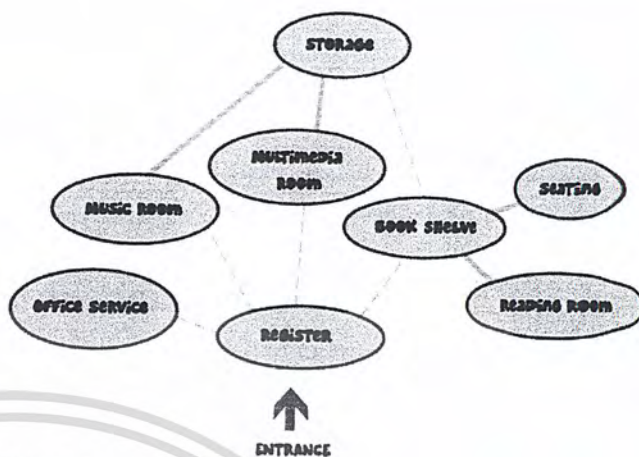 STORAGE
MULTIMEDIA
ROOM
SEATING
MUSIC ROOM
BOOK SHELVE
OFFICE SERVICE
READING ROOM
REGISTER
ENTRANCE